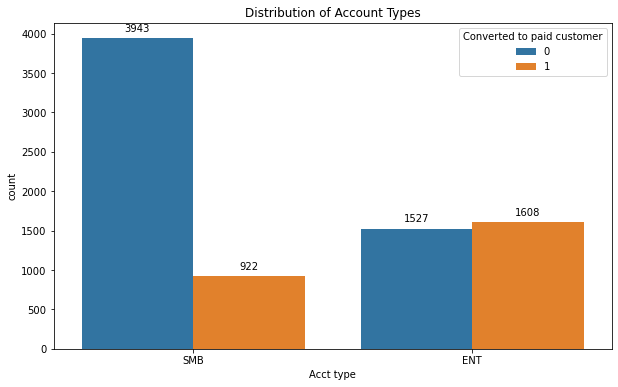 Distribution of Account Types
Converted to paid customer
0
1
count
4000
3500
3000
2500
2000
1500
1000
500
0
3943
922
1527
1608
SMB
ENT
Acct type